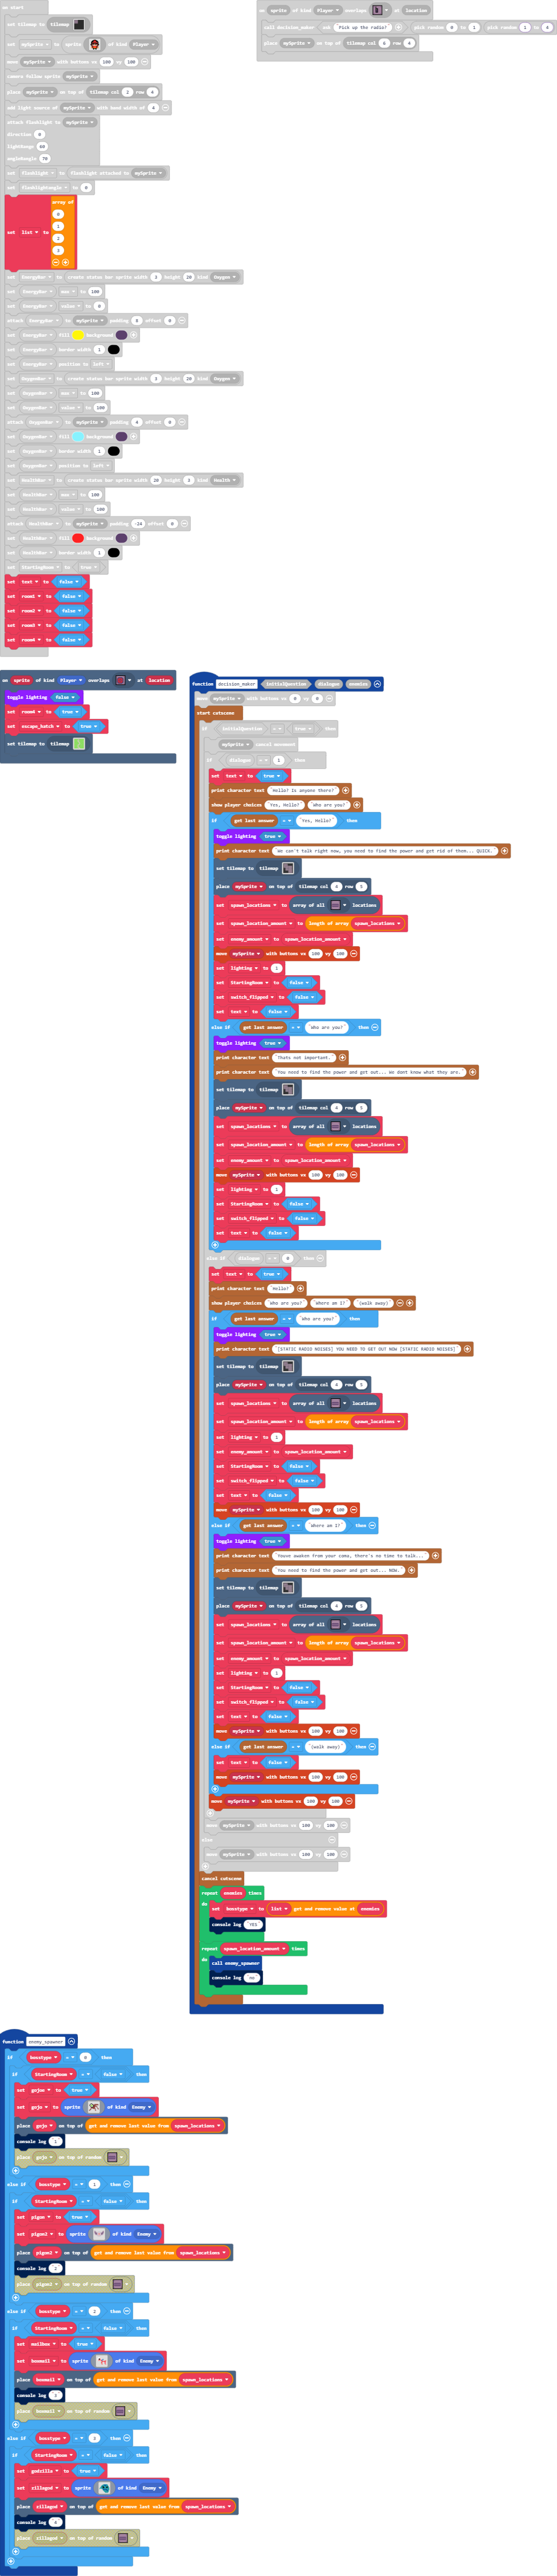 on start
set tilemap to tilemap
set mySprite to sprite of kind Player
move mySprite with buttons vx 100 vy 100
camera follow sprite mySprite
place mySprite on top of tilemap col 2 row 4
add light source of mySprite with band width of 4
attach flashlight to mySprite
direction 0
lightRange 60
angleRange 70
set flashlight to flashlight attached to mySprite
set flashlightangle to 0
set list to array of
0
1
2
3
set EnergyBar to create status bar sprite width 3 height 20 kind Oxygen
set EnergyBar max to 100
set EnergyBar value to 0
attach EnergyBar to mySprite padding 8 offset 0
set EnergyBar fill background
set EnergyBar border width 1
set EnergyBar position to left
set OxygenBar to create status bar sprite width 3 height 20 kind Oxygen
set OxygenBar max to 100
set OxygenBar value to 100
attach OxygenBar to mySprite padding 4 offset 0
set OxygenBar fill background
set OxygenBar border width 1
set OxygenBar position to left
set HealthBar to create status bar sprite width 20 height 3 kind Health
set HealthBar max to 100
set HealthBar value to 100
attach HealthBar to mySprite padding -24 offset 0
set HealthBar fill background
set HealthBar border width 1
set StartingRoom to true
set text to false
set room1 to false
set room2 to false
set room3 to false
set room4 to false
on sprite of kind Player overlaps at location
call decision_maker ask "Pick up the radio?" pick random 0 to 1 pick random 1 to 4
place mySprite on top of tilemap col 6 row 4
on sprite of kind Player overlaps at location
toggle lighting false
set room4 to true
set escape_hatch to true
set tilemap to tilemap
function decision_maker initialQuestion dialogue enemies
move mySprite with buttons vx 0 vy 0
start cutscene
if initialQuestion = true then
mySprite cancel movement
if dialogue = 1 then
set text to true
print character text "Hello? Is anyone there?"
show player choices "Yes, Hello?" "Who are you?"
if get last answer = "Yes, Hello?" then
toggle lighting true
print character text "we can't talk right now, you need to find the power and get rid of them... QUICK."
set tilemap to tilemap
place mySprite on top of tilemap col 4 row 5
set spawn_locations to array of all locations
set spawn_location_amount to length of array spawn_locations
set enemy_amount to spawn_location_amount
move mySprite with buttons vx 100 vy 100
set lighting to 1
set StartingRoom to false
set switch_flipped to false
set text to false
else if get last answer = "Who are you?" then
toggle lighting true
print character text "Thats not important."
print character text "You need to find the power and get out... We dont know what they are."
set tilemap to tilemap
place mySprite on top of tilemap col 4 row 5
set spawn_locations to array of all locations
set spawn_location_amount to length of array spawn_locations
set enemy_amount to spawn_location_amount
move mySprite with buttons vx 100 vy 100
set lighting to 1
set StartingRoom to false
set switch_flipped to false
set text to false
else if dialogue = 0 then
set text to true
print character text "Hello?"
show player choices "Who are you?" "Where am I?" "(walk away)"
if get last answer = "Who are you?" then
toggle lighting true
print character text "[STATIC RADIO NOISES] YOU NEED TO GET OUT NOW [STATIC RADIO NOISES]"
set tilemap to tilemap
place mySprite on top of tilemap col 4 row 5
set spawn_locations to array of all locations
set spawn_location_amount to length of array spawn_locations
set lighting to 1
set enemy_amount to spawn_location_amount
set StartingRoom to false
set switch_flipped to false
set text to false
move mySprite with buttons vx 100 vy 100
else if get last answer = "Where am I?" then
toggle lighting true
print character text "Youve awaken from your coma, there's no time to talk..."
print character text "You need to find the power and get out... NOW."
set tilemap to tilemap
place mySprite on top of tilemap col 4 row 5
set spawn_locations to array of all locations
set spawn_location_amount to length of array spawn_locations
set enemy_amount to spawn_location_amount
set lighting to 1
set StartingRoom to false
set switch_flipped to false
set text to false
move mySprite with buttons vx 100 vy 100
else if get last answer = "(walk away)" then
set text to false
move mySprite with buttons vx 100 vy 100
move mySprite with buttons vx 100 vy 100
move mySprite with buttons vx 100 vy 100
else
move mySprite with buttons vx 100 vy 100
cancel cutscene
repeat enemies times
do set bosstype to list get and remove value at enemies
console log "YES"
repeat spawn_location_amount times
do call enemy_spawner
console log "no"
function enemy_spawner
if bosstype = 0 then
if StartingRoom = false then
set gojoe to true
set gojo to sprite of kind Enemy
place gojo on top of get and remove last value from spawn_locations
console log 1
place gojo on top of random
else if bosstype = 1 then
if StartingRoom = false then
set pigon to true
set pigon2 to sprite of kind Enemy
place pigon2 on top of get and remove last value from spawn_locations
console log 2
place pigon2 on top of random
else if bosstype = 2 then
if StartingRoom = false then
set mailbox to true
set boxmail to sprite of kind Enemy
place boxmail on top of get and remove last value from spawn_locations
console log 3
place boxmail on top of random
else if bosstype = 3 then
if StartingRoom = false then
set godzilla to true
set zillagod to sprite of kind Enemy
place zillagod on top of get and remove last value from spawn_locations
console log 4
place zillagod on top of random